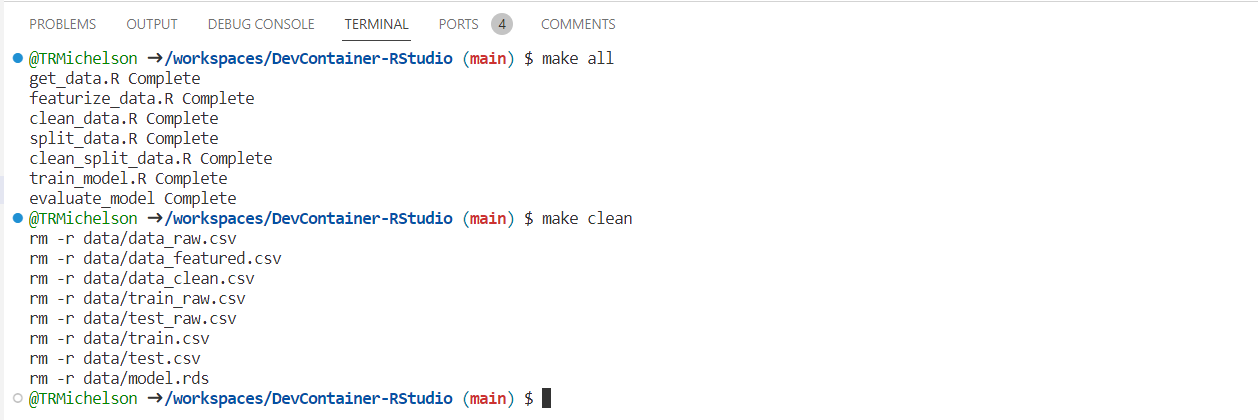 PROBLEMS OUTPUT DEBUG CONSOLE TERMINAL PORTS 4 COMMENTS
@TRMichelson ➜/workspaces/DevContainer-RStudio (main) $ make all
get_data.R Complete
featurize_data.R Complete
clean_data.R Complete
split_data.R Complete
clean_split_data.R Complete
train_model.R Complete
evaluate_model Complete
@TRMichelson ➜/workspaces/DevContainer-RStudio (main) $ make clean
rm -r data/data_raw.csv
rm -r data/data_featured.csv
rm -r data/data_clean.csv
rm -r data/train_raw.csv
rm -r data/test_raw.csv
rm -r data/train.csv
rm -r data/test.csv
rm -r data/model.rds
@TRMichelson ➜/workspaces/DevContainer-RStudio (main) $